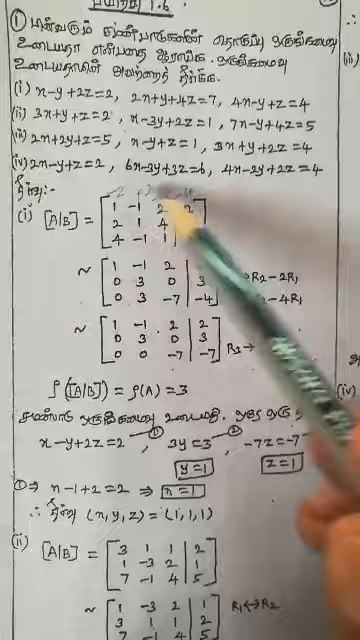 பயிற்சி 1.6
① பின்வரும் சமன்பாடுகளின் தொகுப்பு ஒருங்கமைவு
உடையதா என்பதை ஆராய்க. ஒருங்கமைவு
உடையதாயின் அவற்றைத் தீர்க்க.
(i) x-y+2z=2, 2x+y+4z=7, 4x-y+z=4
(ii) 3x+y+z=2, x-3y+2z=1, 7x-y+4z=5
(iii) 2x+2y+z=5, x-y+z=1, 3x+y+2z=4
(iv) 2x-y+z=2, 6x-3y+3z=6, 4x-2y+2z=4
தீர்வு:-
(i) [A|B] = 1 -1 2 2
2 1 4
4 -1 1
~ 1 -1 2
0 3 0 3 R2-2R1
0 3 -7 -4 -4R1
~ 1 -1 2 2
0 3 0 3
0 0 -7 -7 R3→
ρ([A|B]) = ρ(A) = 3
சமன்பாடு ஒருங்கமைவு உடையது. ஒரே ஒரு
x-y+2z=2 ① 3y=3 ② -7z=-7
y=1 z=1
①⇒ x-1+2=2 ⇒ x=1
∴ தீர்வு (x,y,z) = (1,1,1)
(ii) [A|B] = 3 1 1 2
1 -3 2 1
7 -1 4 5
~ 1 -3 2 1 R1↔R2
3 1 1 2
7 -1 4 5
(iv)